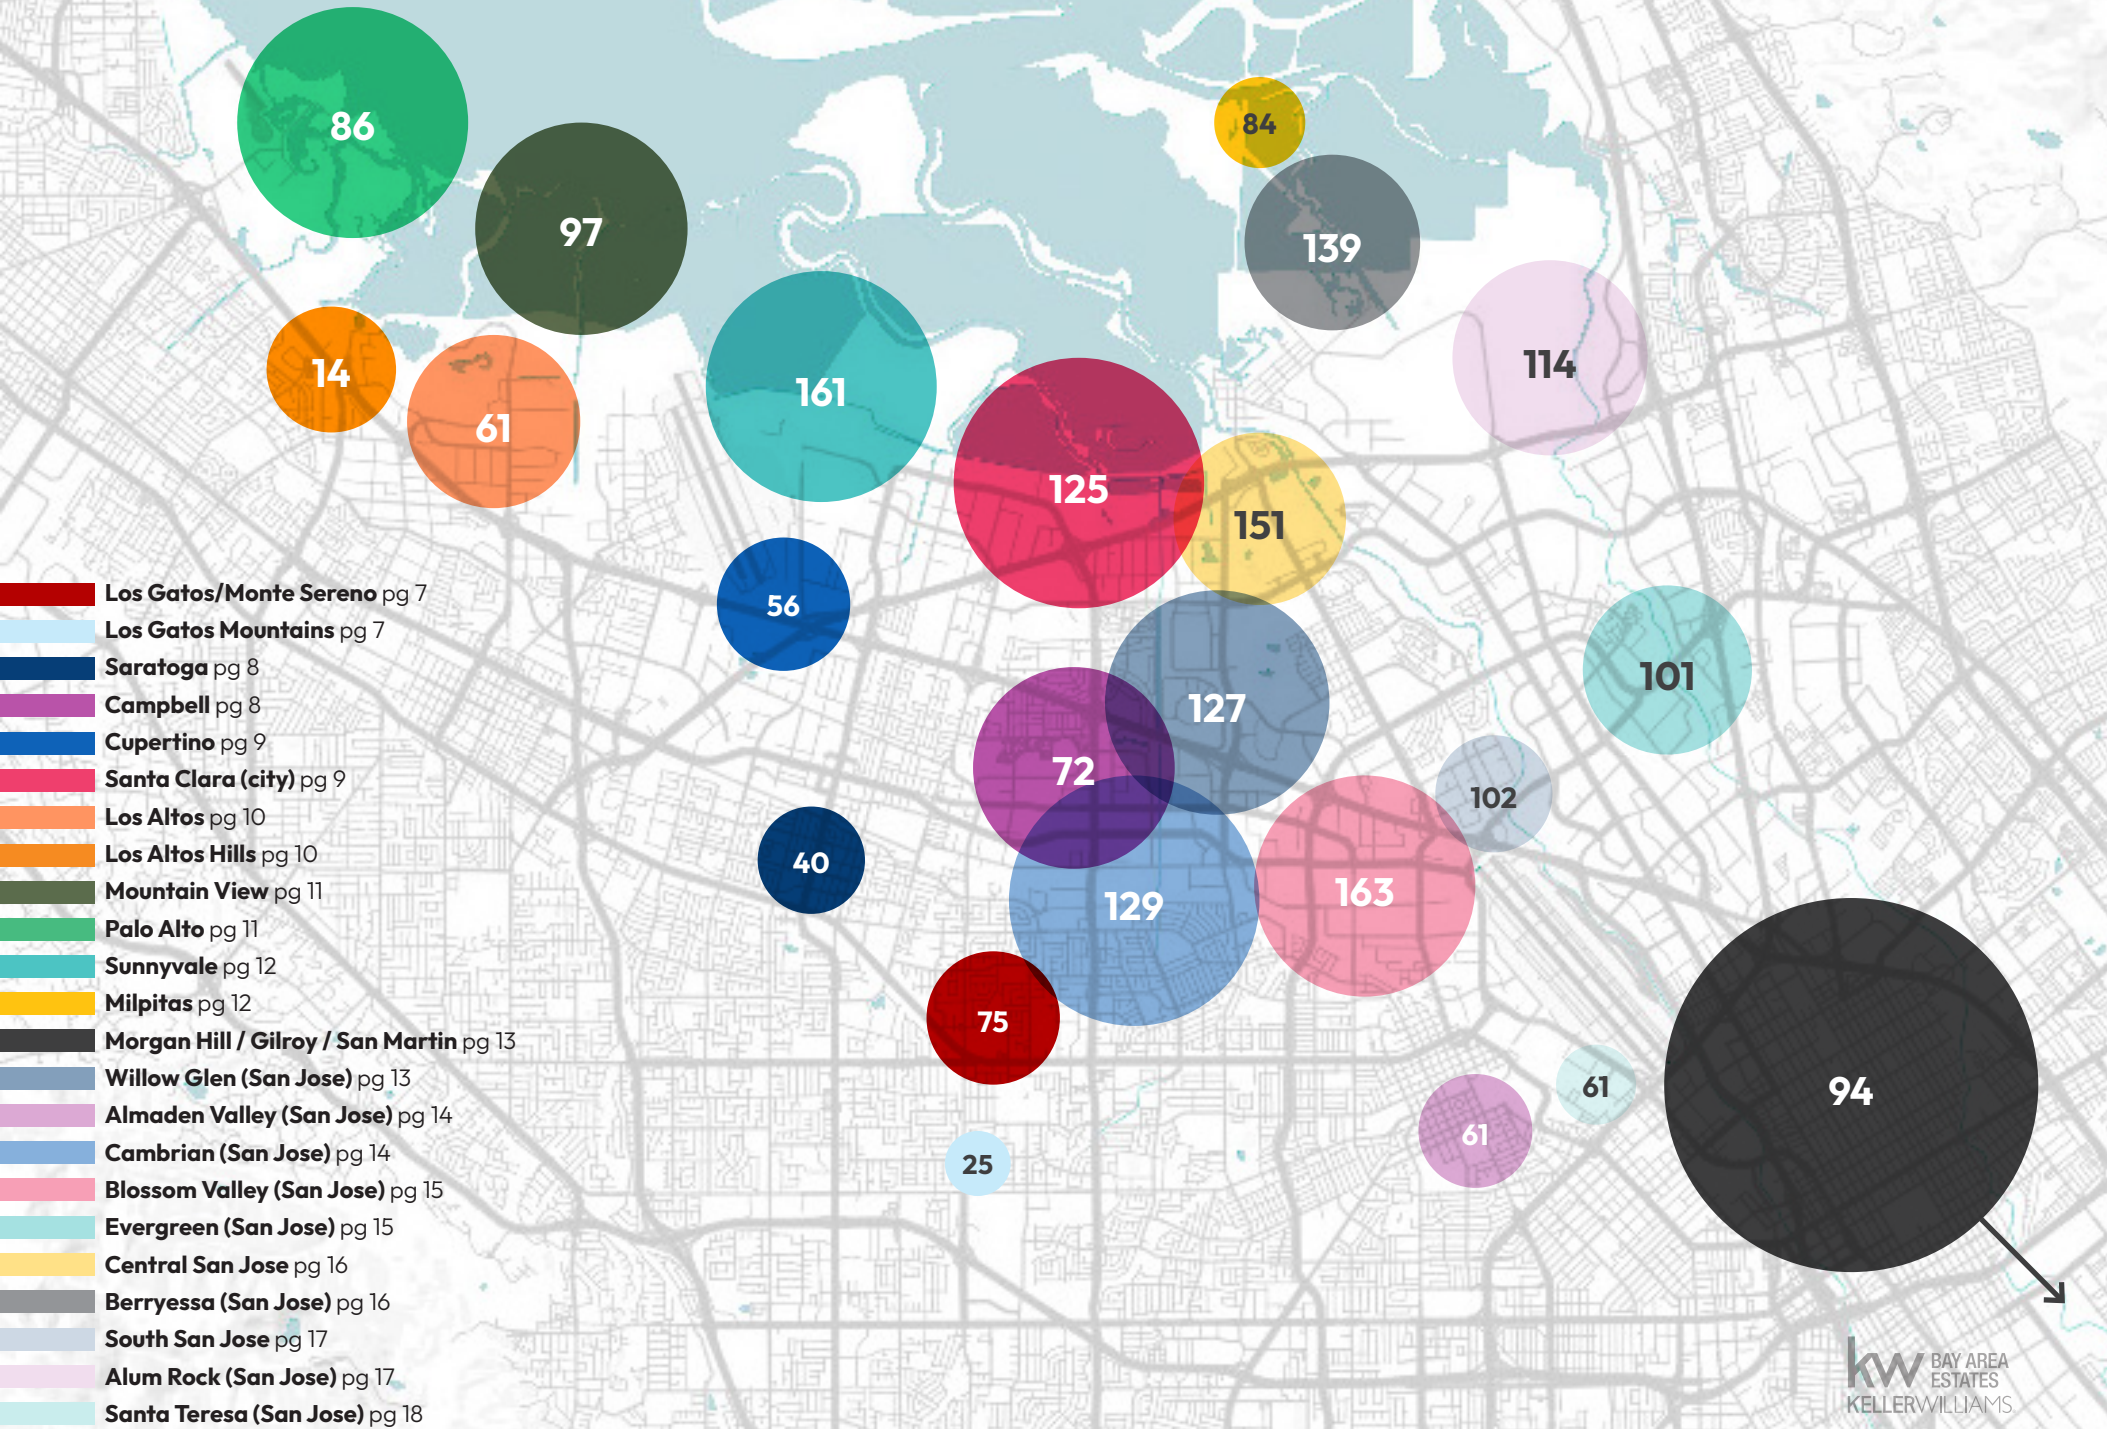 86
84
97
139
114
14
161
61
125
151
56
101
127
72
102
40
163
129
75
94
61
61
25
Los Gatos/Monte Sereno pg 7
Los Gatos Mountains pg 7
Saratoga pg 8
Campbell pg 8
Cupertino pg 9
Santa Clara (city) pg 9
Los Altos pg 10
Los Altos Hills pg 10
Mountain View pg 11
Palo Alto pg 11
Sunnyvale pg 12
Milpitas pg 12
Morgan Hill / Gilroy / San Martin pg 13
Willow Glen (San Jose) pg 13
Almaden Valley (San Jose) pg 14
Cambrian (San Jose) pg 14
Blossom Valley (San Jose) pg 15
Evergreen (San Jose) pg 15
Central San Jose pg 16
Berryessa (San Jose) pg 16
South San Jose pg 17
Alum Rock (San Jose) pg 17
Santa Teresa (San Jose) pg 18
kw BAY AREA
ESTATES
KELLERWILLIAMS